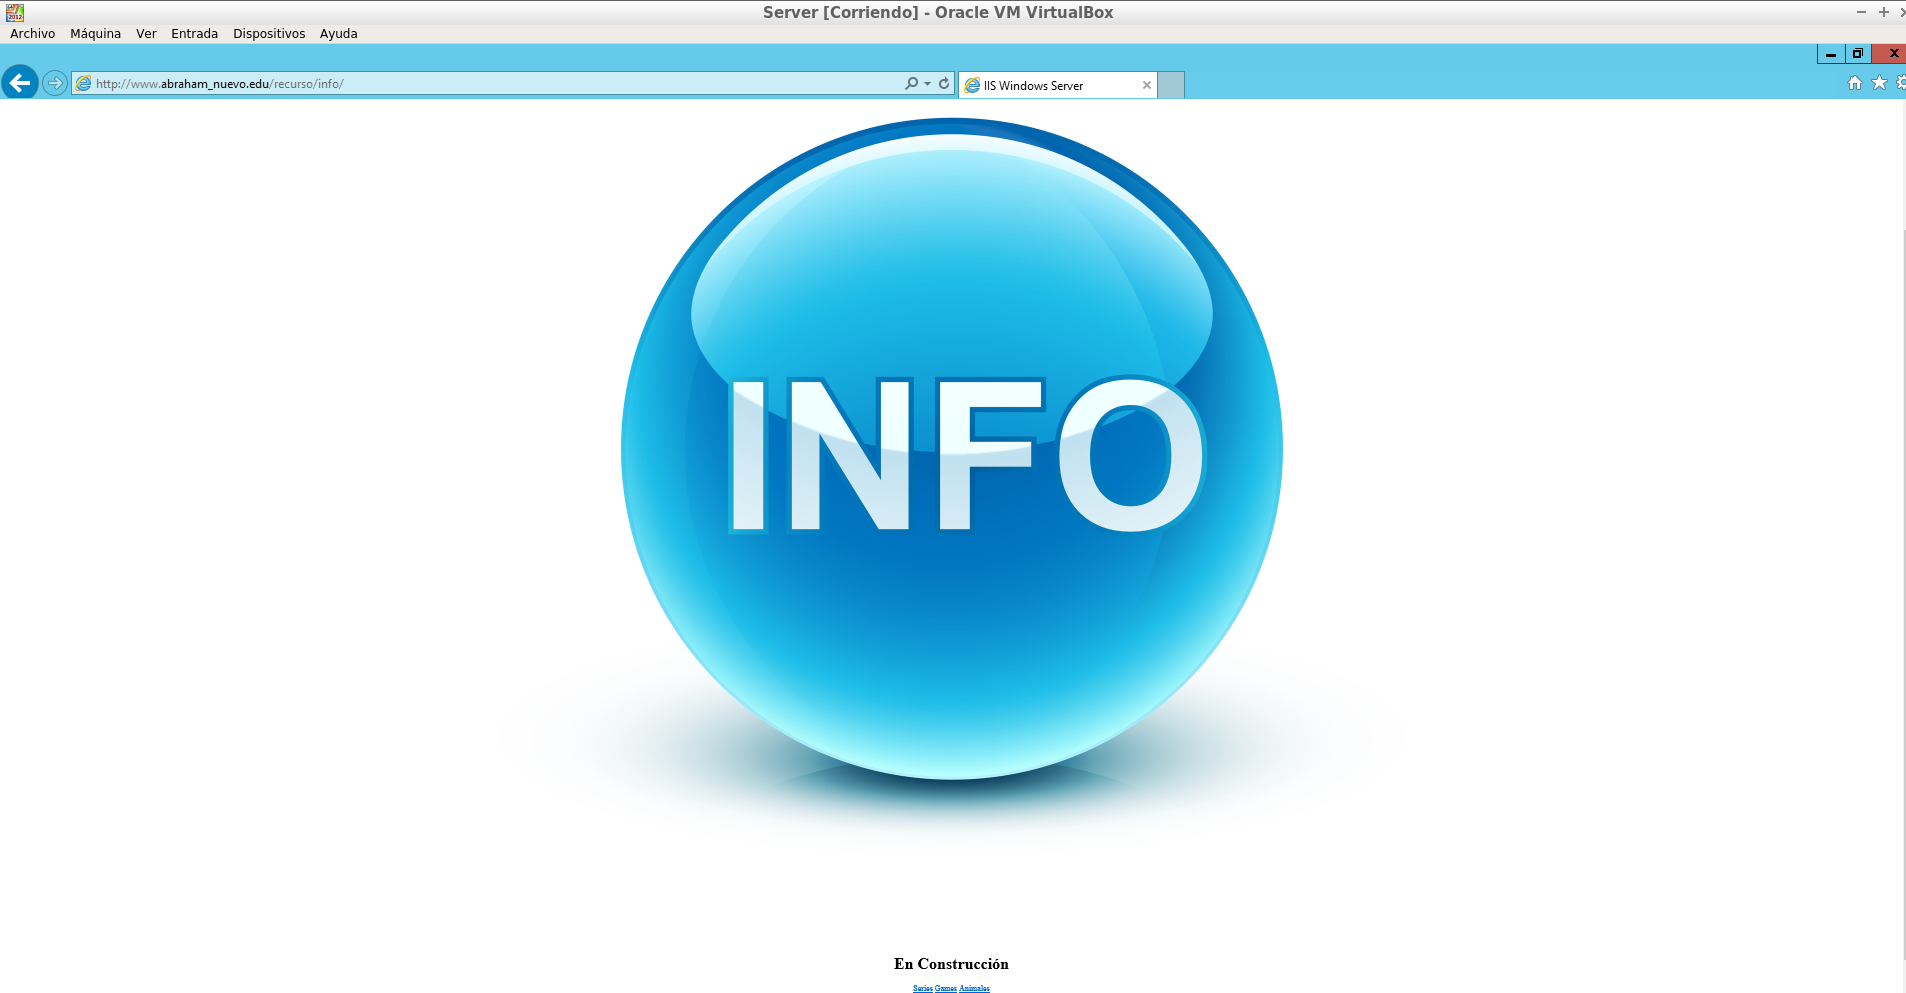 Server [Corriendo] - Oracle VM VirtualBox
Archivo Máquina Ver Entrada Dispositivos Ayuda
http://www.abraham_nuevo.edu/recurso/info/
IIS Windows Server
INFO
En Construcción
Series Games Animales